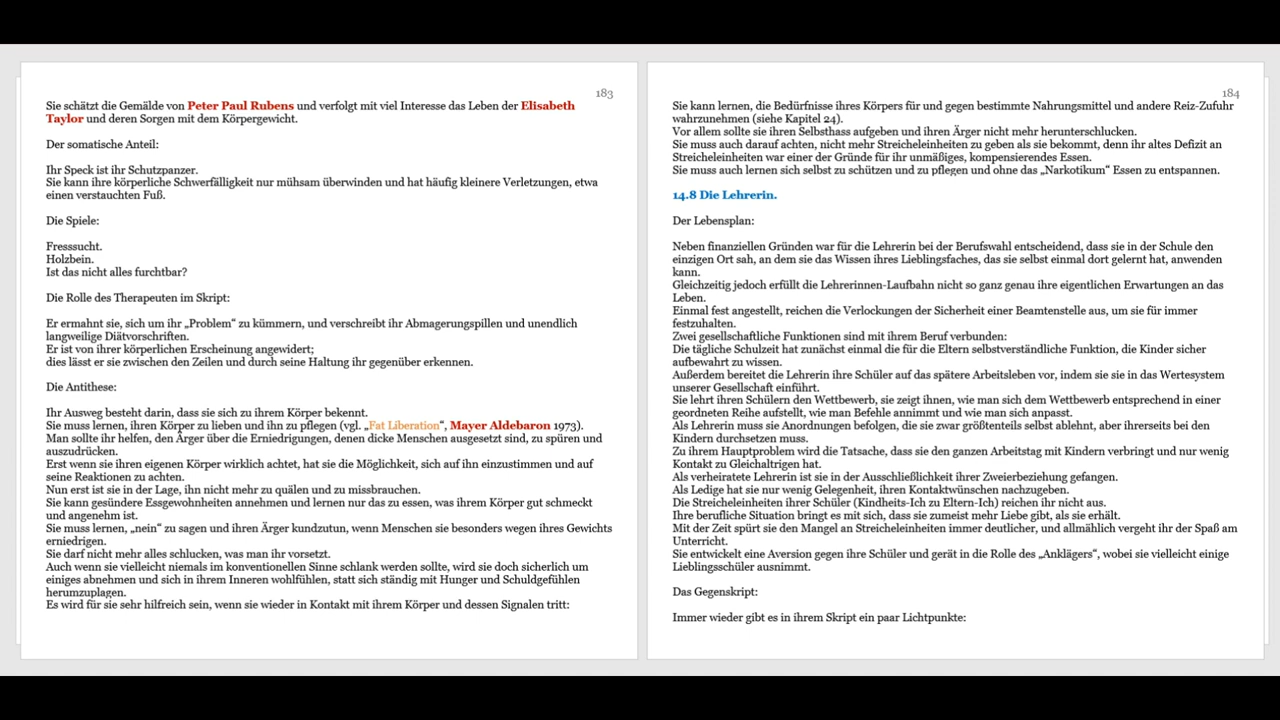 183
Sie schätzt die Gemälde von Peter Paul Rubens und verfolgt mit viel Interesse das Leben der Elisabeth
Taylor und deren Sorgen mit dem Körpergewicht.
Der somatische Anteil:
Ihr Speck ist ihr Schutzpanzer.
Sie kann ihre körperliche Schwerfälligkeit nur mühsam überwinden und hat häufig kleinere Verletzungen, etwa
einen verstauchten Fuß.
Die Spiele:
Fresssucht.
Holzbein.
Ist das nicht alles furchtbar?
Die Rolle des Therapeuten im Skript:
Er ermahnt sie, sich um ihr „Problem“ zu kümmern, und verschreibt ihr Abmagerungspillen und unendlich
langweilige Diätvorschriften.
Er ist von ihrer körperlichen Erscheinung angewidert;
dies lässt er sie zwischen den Zeilen und durch seine Haltung ihr gegenüber erkennen.
Die Antithese:
Ihr Ausweg besteht darin, dass sie sich zu ihrem Körper bekennt.
Sie muss lernen, ihren Körper zu lieben und ihn zu pflegen (vgl. „Fat Liberation“, Mayer Aldebaron 1973).
Man sollte ihr helfen, den Ärger über die Erniedrigungen, denen dicke Menschen ausgesetzt sind, zu spüren und
auszudrücken.
Erst wenn sie ihren eigenen Körper wirklich achtet, hat sie die Möglichkeit, sich auf ihn einzustimmen und auf
seine Reaktionen zu achten.
Nun erst ist sie in der Lage, ihn nicht mehr zu quälen und zu missbrauchen.
Sie kann gesündere Essgewohnheiten annehmen und lernen nur das zu essen, was ihrem Körper gut schmeckt
und angenehm ist.
Sie muss lernen, „nein“ zu sagen und ihren Ärger kundzutun, wenn Menschen sie besonders wegen ihres Gewichts
erniedrigen.
Sie darf nicht mehr alles schlucken, was man ihr vorsetzt.
Auch wenn sie vielleicht niemals im konventionellen Sinne schlank werden sollte, wird sie doch sicherlich um
einiges abnehmen und sich in ihrem Inneren wohlfühlen, statt sich ständig mit Hunger und Schuldgefühlen
herumzuplagen.
Es wird für sie sehr hilfreich sein, wenn sie wieder in Kontakt mit ihrem Körper und dessen Signalen tritt:
184
Sie kann lernen, die Bedürfnisse ihres Körpers für und gegen bestimmte Nahrungsmittel und andere Reiz-Zufuhr
wahrzunehmen (siehe Kapitel 24).
Vor allem sollte sie ihren Selbsthass aufgeben und ihren Ärger nicht mehr herunterschlucken.
Sie muss auch darauf achten, nicht mehr Streicheleinheiten zu geben als sie bekommt, denn ihr altes Defizit an
Streicheleinheiten war einer der Gründe für ihr unmäßiges, kompensierendes Essen.
Sie muss auch lernen sich selbst zu schützen und zu pflegen und ohne das „Narkotikum“ Essen zu entspannen.
14.8 Die Lehrerin.
Der Lebensplan:
Neben finanziellen Gründen war für die Lehrerin bei der Berufswahl entscheidend, dass sie in der Schule den
einzigen Ort sah, an dem sie das Wissen ihres Lieblingsfaches, das sie selbst einmal dort gelernt hat, anwenden
kann.
Gleichzeitig jedoch erfüllt die Lehrerinnen-Laufbahn nicht so ganz genau ihre eigentlichen Erwartungen an das
Leben.
Einmal fest angestellt, reichen die Verlockungen der Sicherheit einer Beamtenstelle aus, um sie für immer
festzuhalten.
Zwei gesellschaftliche Funktionen sind mit ihrem Beruf verbunden:
Die tägliche Schulzeit hat zunächst einmal die für die Eltern selbstverständliche Funktion, die Kinder sicher
aufbewahrt zu wissen.
Außerdem bereitet die Lehrerin ihre Schüler auf das spätere Arbeitsleben vor, indem sie sie in das Wertesystem
unserer Gesellschaft einführt.
Sie lehrt ihren Schülern den Wettbewerb, sie zeigt ihnen, wie man sich dem Wettbewerb entsprechend in einer
geordneten Reihe aufstellt, wie man Befehle annimmt und wie man sich anpasst.
Als Lehrerin muss sie Anordnungen befolgen, die sie zwar größtenteils selbst ablehnt, aber ihrerseits bei den
Kindern durchsetzen muss.
Zu ihrem Hauptproblem wird die Tatsache, dass sie den ganzen Arbeitstag mit Kindern verbringt und nur wenig
Kontakt zu Gleichaltrigen hat.
Als verheiratete Lehrerin ist sie in der Ausschließlichkeit ihrer Zweierbeziehung gefangen.
Als Ledige hat sie nur wenig Gelegenheit, ihren Kontaktwünschen nachzugeben.
Die Streicheleinheiten ihrer Schüler (Kindheits-Ich zu Eltern-Ich) reichen ihr nicht aus.
Ihre berufliche Situation bringt es mit sich, dass sie zumeist mehr Liebe gibt, als sie erhält.
Mit der Zeit spürt sie den Mangel an Streicheleinheiten immer deutlicher, und allmählich vergeht ihr der Spaß am
Unterricht.
Sie entwickelt eine Aversion gegen ihre Schüler und gerät in die Rolle des „Anklägers“, wobei sie vielleicht einige
Lieblingsschüler ausnimmt.
Das Gegenskript:
Immer wieder gibt es in ihrem Skript ein paar Lichtpunkte: